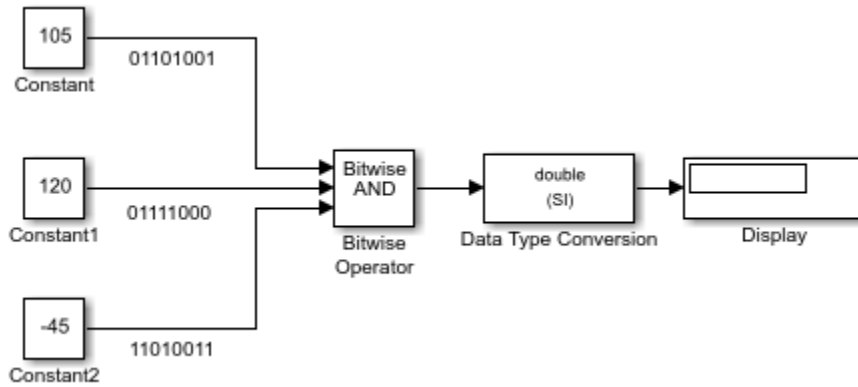 105
01101001
Constant
120
01111000
Constant1
-45
11010011
Constant2
Bitwise
AND
Bitwise
Operator
double
(SI)
Data Type Conversion
Display